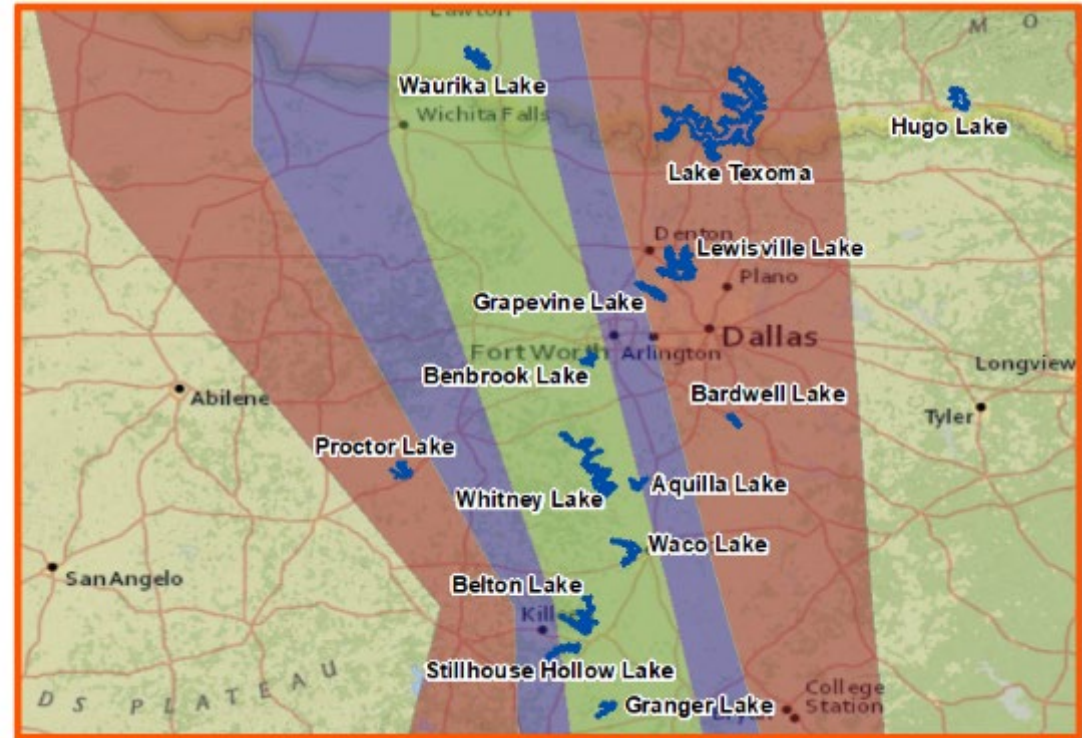 Lawton
M O
Waurika Lake
Wichita Falls
Hugo Lake
Lake Texoma
Denton
Lewisville Lake
Plano
Grapevine Lake
Dallas
Fort Worth
Arlington
Benbrook Lake
Longview
Abilene
Bardwell Lake
Tyler
Proctor Lake
Whitney Lake
Aquilla Lake
Waco Lake
San Angelo
Belton Lake
Stillhouse Hollow Lake
DS PLATEAU
College
Station
Granger Lake